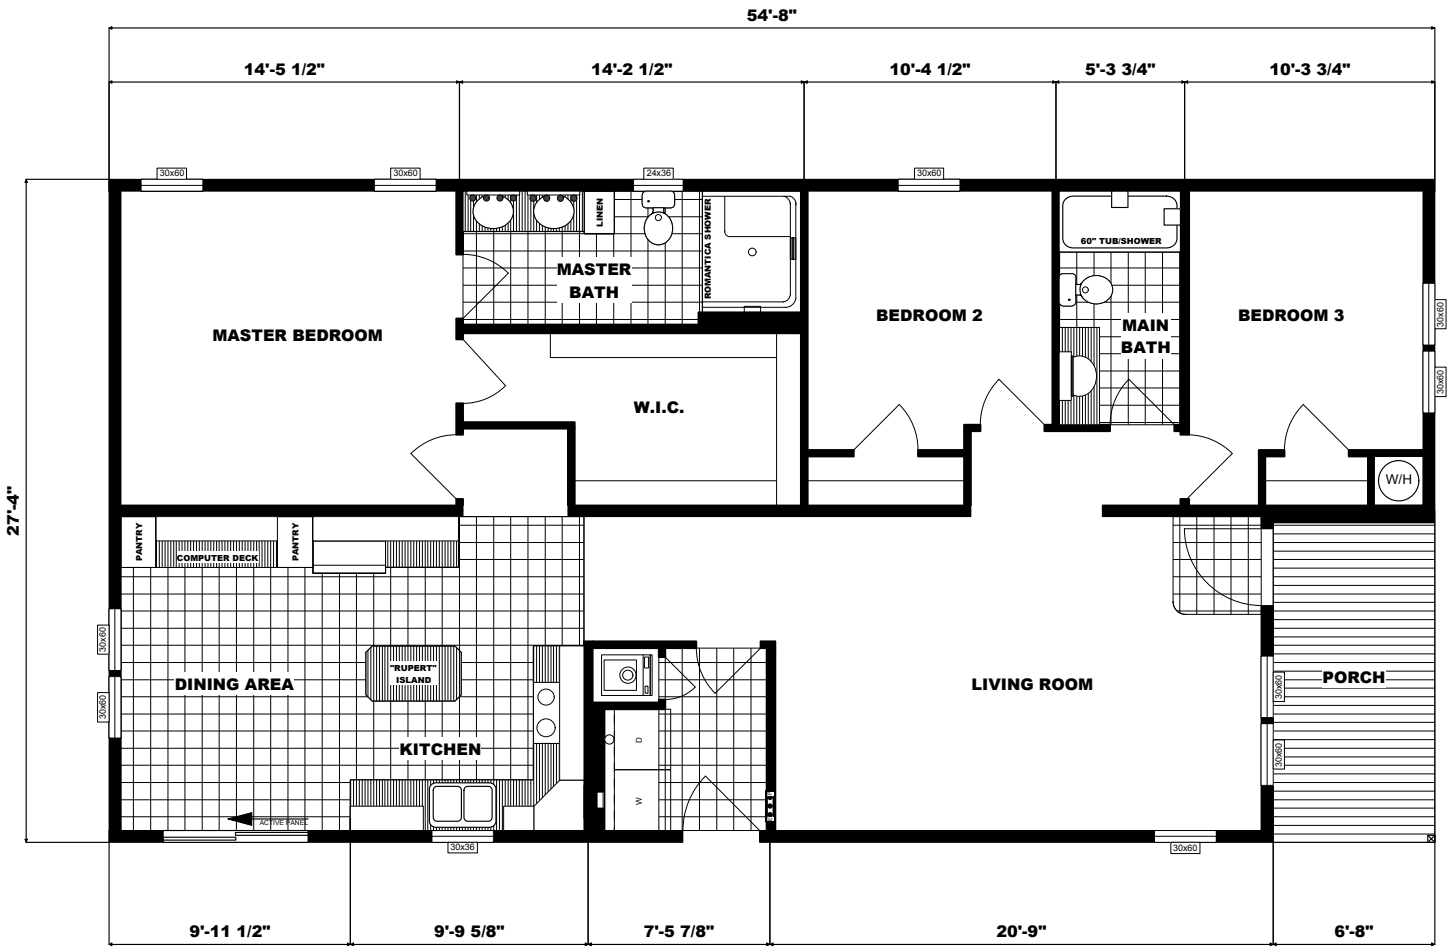 54'-8"
14'-5 1/2" 14'-2 1/2" 10'-4 1/2" 5'-3 3/4" 10'-3 3/4"
30x60 30x60 24x36 30x60
LINEN
ROMANTICA SHOWER
60" TUB/SHOWER
MASTER
BATH
MASTER BEDROOM
BEDROOM 2
MAIN
BATH
BEDROOM 3
30x60
30x60
W.I.C.
W/H
27'-4"
PANTRY
COMPUTER DECK
PANTRY
30x60
30x60
"RUPERT"
ISLAND
DINING AREA
KITCHEN
D
W
LIVING ROOM
PORCH
30x60
30x60
ACTIVE PANEL
30x36
30x60
9'-11 1/2" 9'-9 5/8" 7'-5 7/8" 20'-9" 6'-8"